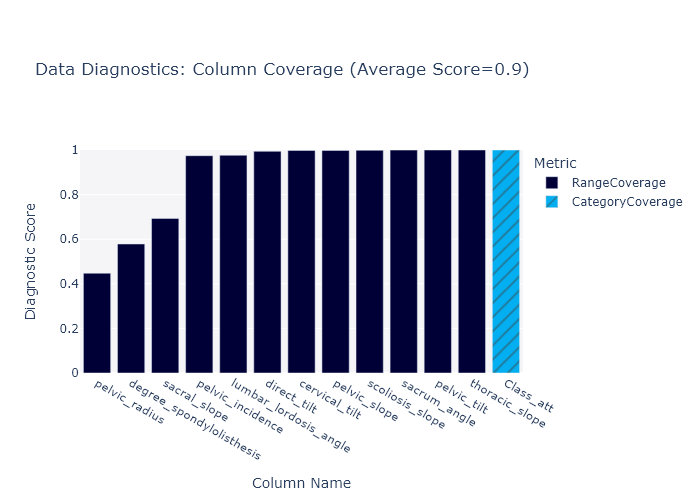 Data Diagnostics: Column Coverage (Average Score=0.9)
Metric
RangeCoverage
CategoryCoverage
Diagnostic Score
1
0.8
0.6
0.4
0.2
0
pelvic_radius
degree_spondylolisthesis
sacral_slope
pelvic_incidence
lumbar_lordosis_angle
direct_tilt
cervical_tilt
pelvic_slope
scoliosis_slope
sacrum_angle
pelvic_tilt
thoracic_slope
Class_att
Column Name